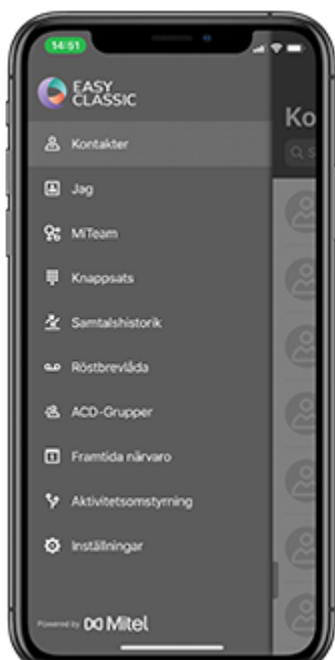 14:51
EASY
CLASSIC
Ko
S
Kontakter
Jag
MiTeam
Knappsats
Samtalshistorik
Röstbrevlåda
ACD-Grupper
Framtida närvaro
Aktivitetsomstyrning
Inställningar
Powered by Mitel